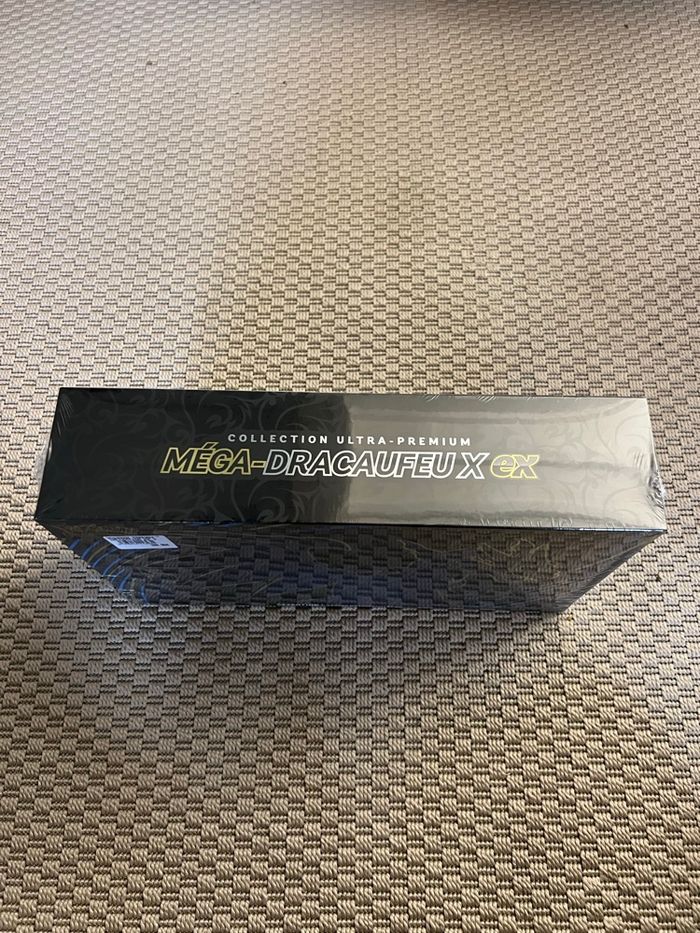 COLLECTION ULTRA-PREMIUM
MÉGA-DRACAUFEU X ex